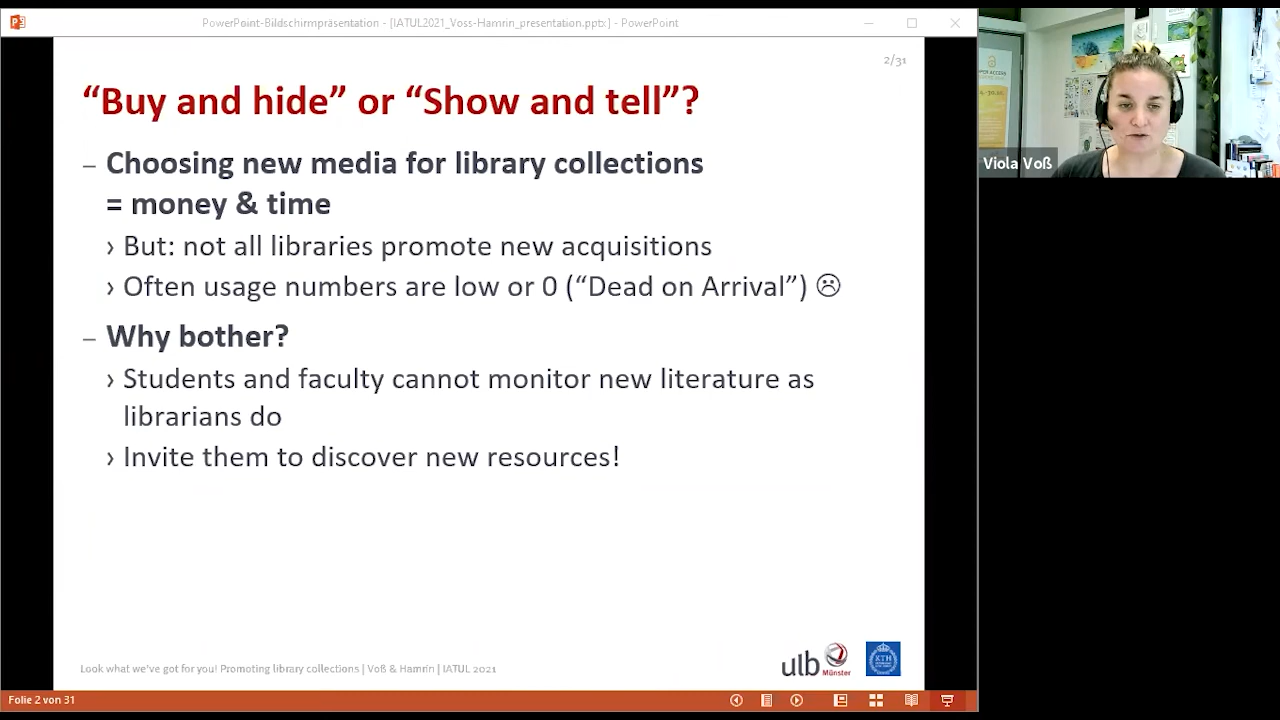 PowerPoint-Bildschirmpräsentation - [IATUL2021_Voss-Hamrin_presentation.pptx] - PowerPoint
2/31
“Buy and hide” or “Show and tell”?
– Choosing new media for library collections
= money & time
› But: not all libraries promote new acquisitions
› Often usage numbers are low or 0 (“Dead on Arrival”) ☹
– Why bother?
› Students and faculty cannot monitor new literature as
librarians do
› Invite them to discover new resources!
Look what we've got for you! Promoting library collections | Voß & Hamrin | IATUL 2021
ulb Münster
KTH
Folie 2 von 31
Viola Voß